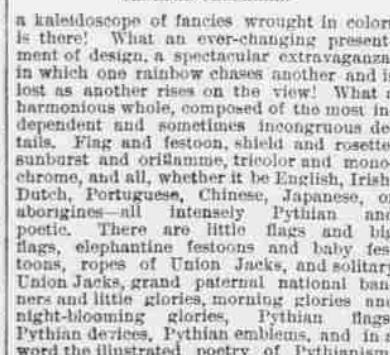 a kaleidoscope of fancies wrought in color
is there! What an ever-changing present
ment of design, a spectacular extravaganza
in which one rainbow chases another and i
lost as another rises on the view! What a
harmonious whole, composed of the most in
dependent and sometimes incongruous de
tails. Flag and festoon, shield and rosette
sunburst and oriflamme, tricolor and mono
chrome, and all, whether it be English, Irish
Dutch, Portuguese, Chinese, Japanese, o
aborigines—all intensely Pythian an
poetic. There are little flags and big
flags, elephantine festoons and baby fes
toons, ropes of Union Jacks, and solitar
Union Jacks, grand paternal national ban
ners and little glories, morning glories an
night-blooming glories, Pythian flags
Pythian devices, Pythian emblems, and in
word the illustrated poetry of Pythianism